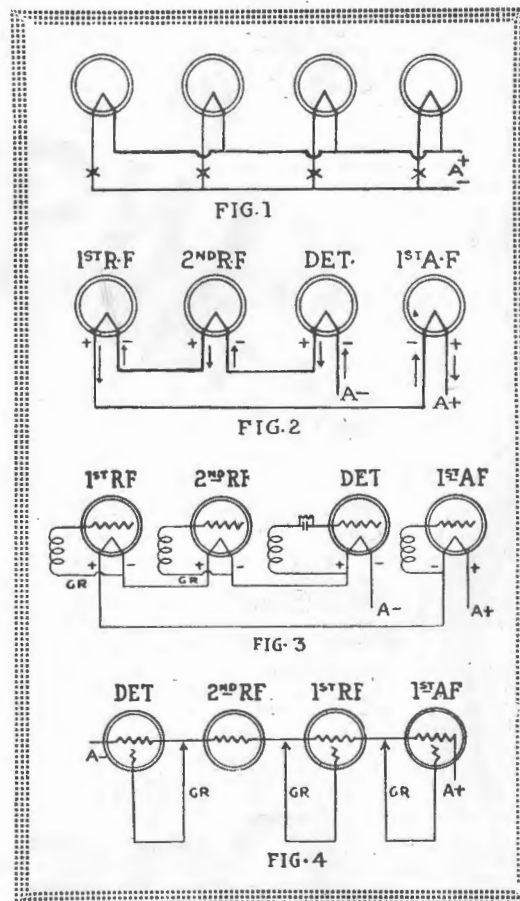 A+
−
FIG.1
1ST R·F 2ND R·F DET. 1ST A·F
+ − + − + − − +
A− A+
FIG.2
1ST RF 2ND RF DET 1ST AF
+ − + − + − − +
GR GR
A− A+
FIG.3
DET 2ND RF 1ST RF 1ST AF
A− GR GR GR A+
FIG.4